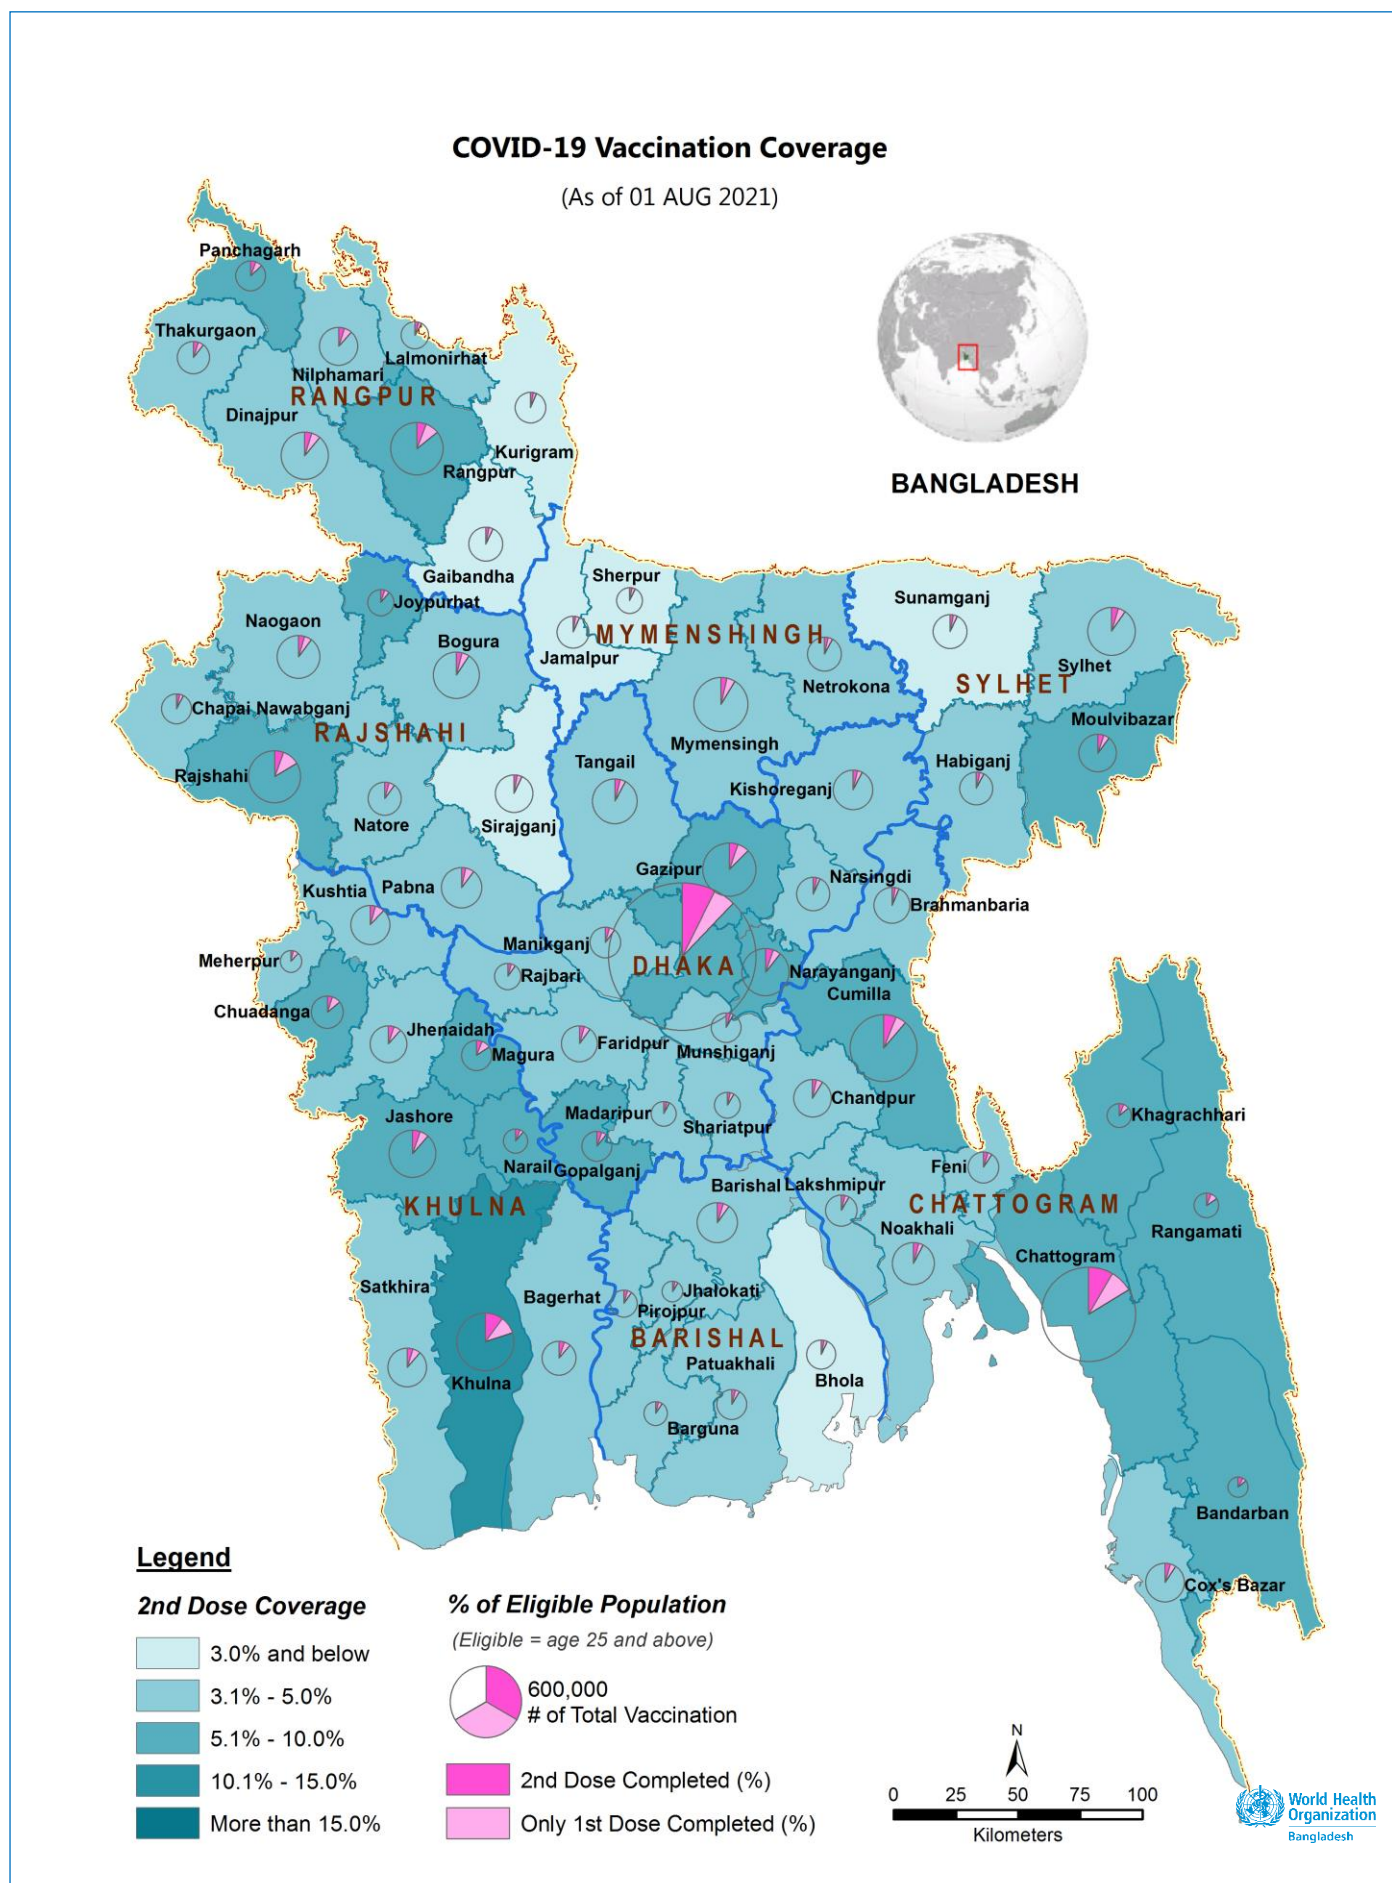 COVID-19 Vaccination Coverage
(As of 01 AUG 2021)
Panchagarh
Thakurgaon
Nilphamari
Lalmonirhat
RANGPUR
Dinajpur
Kurigram
Rangpur
BANGLADESH
Gaibandha
Sherpur
Joypurhat
Sunamganj
Naogaon
MYMENSHINGH
Bogura
Jamalpur
Sylhet
Netrokona
SYLHET
Chapai Nawabganj
Moulvibazar
RAJSHAHI
Mymensingh
Rajshahi
Tangail
Habiganj
Kishoreganj
Natore
Sirajganj
Gazipur
Narsingdi
Kushtia
Pabna
Brahmanbaria
Manikganj
Meherpur
DHAKA
Rajbari
Narayanganj
Cumilla
Chuadanga
Jhenaidah
Magura
Faridpur
Munshiganj
Chandpur
Jashore
Madaripur
Shariatpur
Khagrachhari
Narail
Gopalganj
Feni
Barishal
Lakshmipur
KHULNA
CHATTOGRAM
Noakhali
Rangamati
Chattogram
Satkhira
Bagerhat
Jhalokati
Pirojpur
BARISHAL
Patuakhali
Khulna
Bhola
Barguna
Bandarban
Cox's Bazar
Legend
2nd Dose Coverage
3.0% and below
3.1% - 5.0%
5.1% - 10.0%
10.1% - 15.0%
More than 15.0%
% of Eligible Population
(Eligible = age 25 and above)
600,000
# of Total Vaccination
2nd Dose Completed (%)
Only 1st Dose Completed (%)
N
0 25 50 75 100
Kilometers
World Health
Organization
Bangladesh